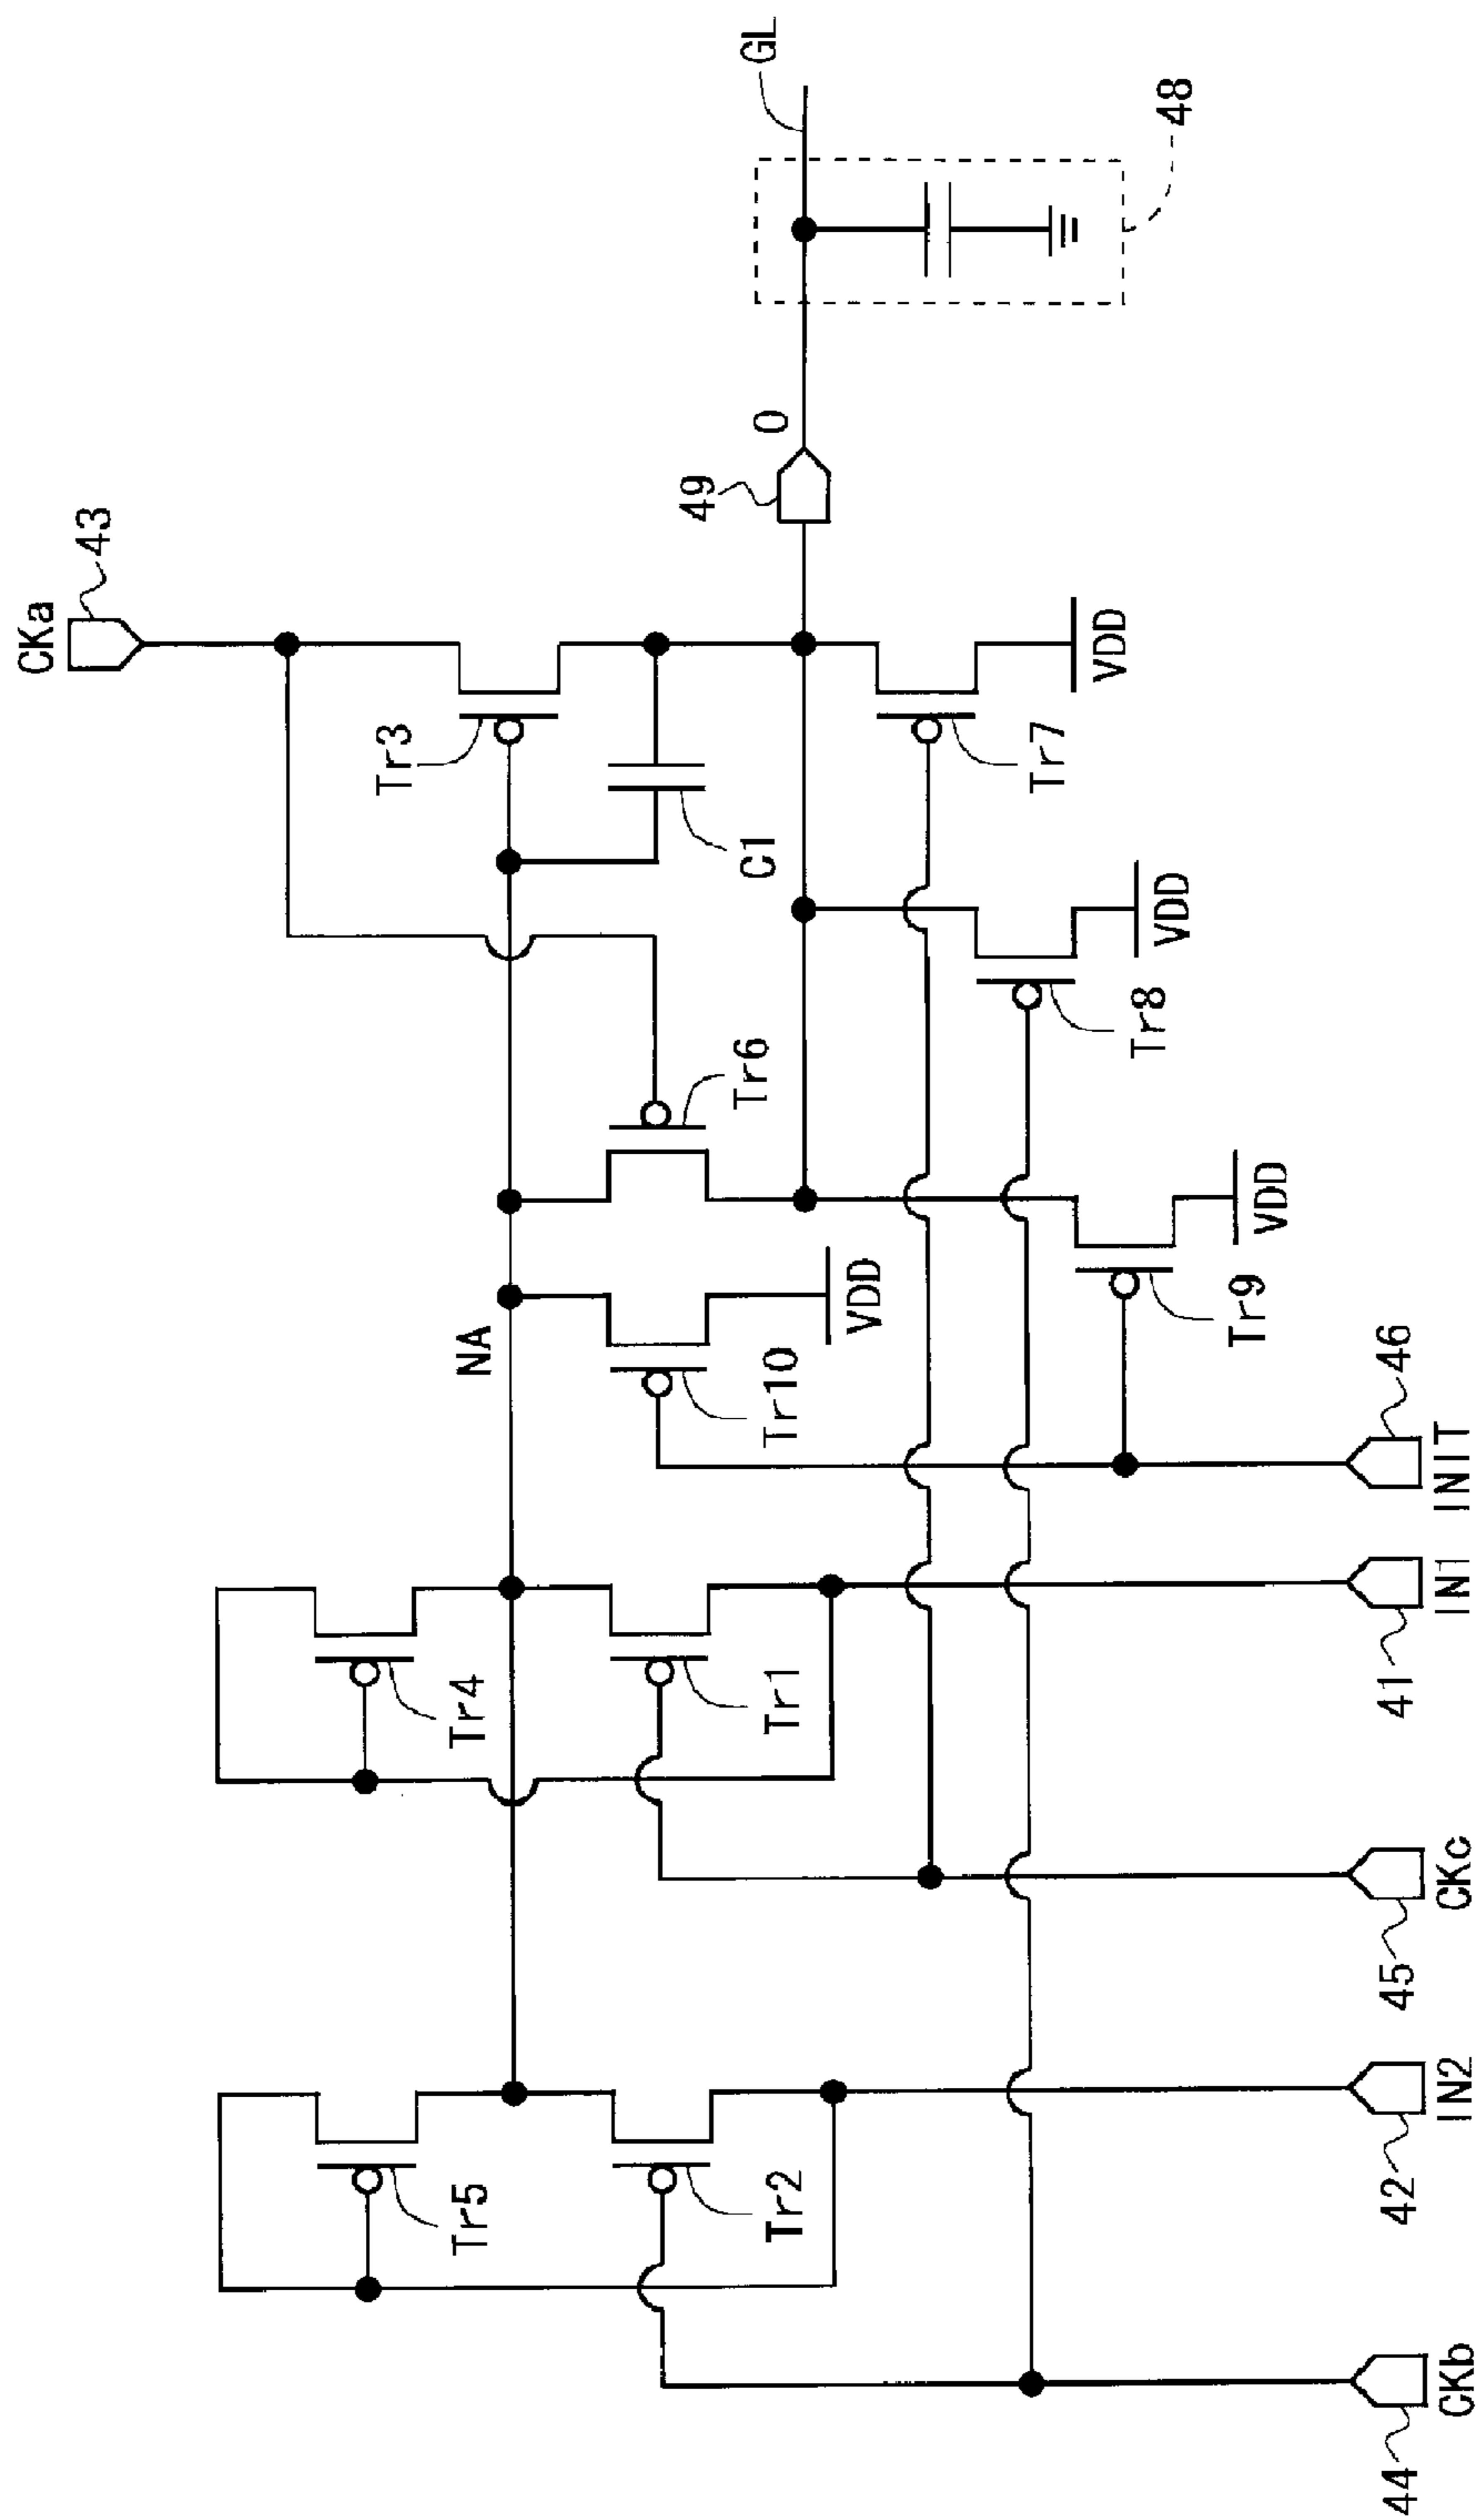 CKa
43
GL
48
49
O
Tr3
C1
Tr7
VDD
Tr8
VDD
Tr6
NA
Tr10
VDD
Tr9
VDD
46
INIT
Tr4
Tr1
41
IN1
45
CKc
Tr5
Tr2
42
IN2
44
CKb